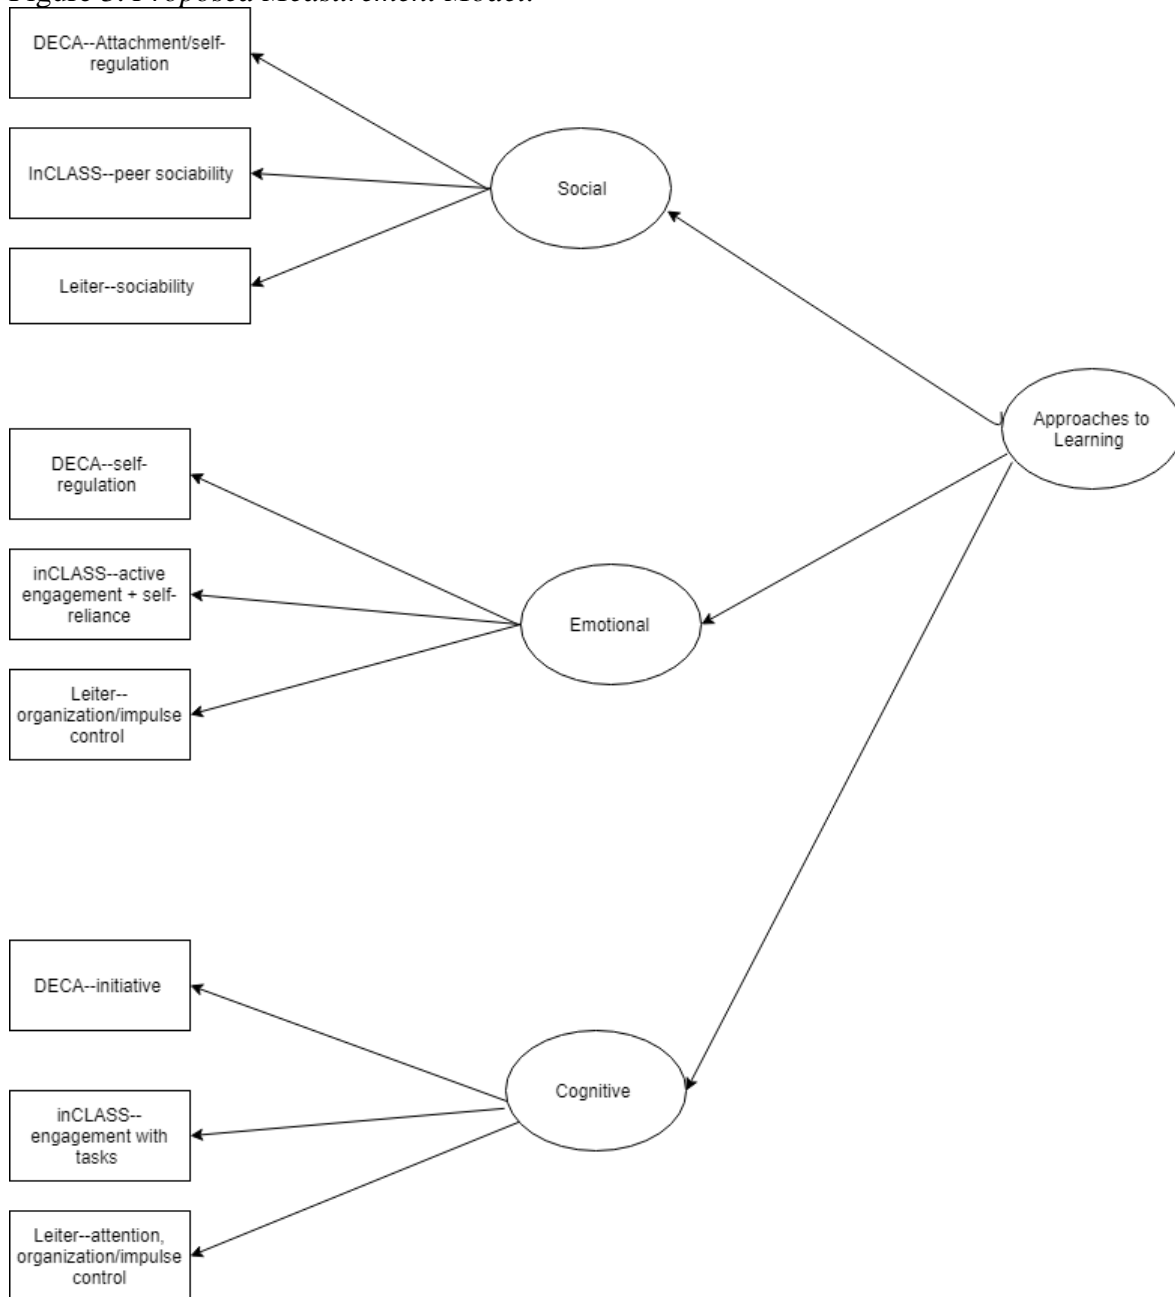 Figure 3. Proposed Measurement Model.
DECA--Attachment/self-
regulation
InCLASS--peer sociability
Social
Leiter--sociability
Approaches to
Learning
DECA--self-
regulation
inCLASS--active
engagement + self-
reliance
Emotional
Leiter--
organization/impulse
control
DECA--initiative
Cognitive
inCLASS--
engagement with
tasks
Leiter--attention,
organization/impulse
control